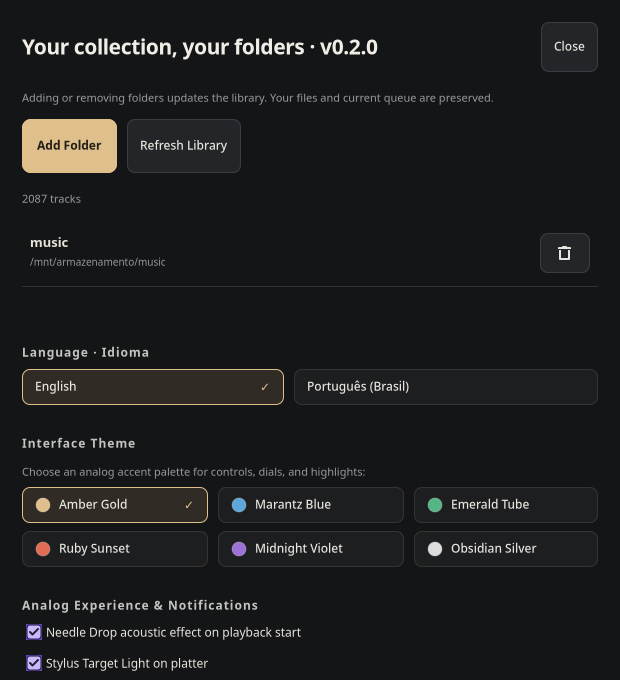 Your collection, your folders · v0.2.0
Close
Adding or removing folders updates the library. Your files and current queue are preserved.
Add Folder
Refresh Library
2087 tracks
music
/mnt/armazenamento/music
Language · Idioma
English ✓
Português (Brasil)
Interface Theme
Choose an analog accent palette for controls, dials, and highlights:
Amber Gold ✓
Marantz Blue
Emerald Tube
Ruby Sunset
Midnight Violet
Obsidian Silver
Analog Experience & Notifications
Needle Drop acoustic effect on playback start
Stylus Target Light on platter